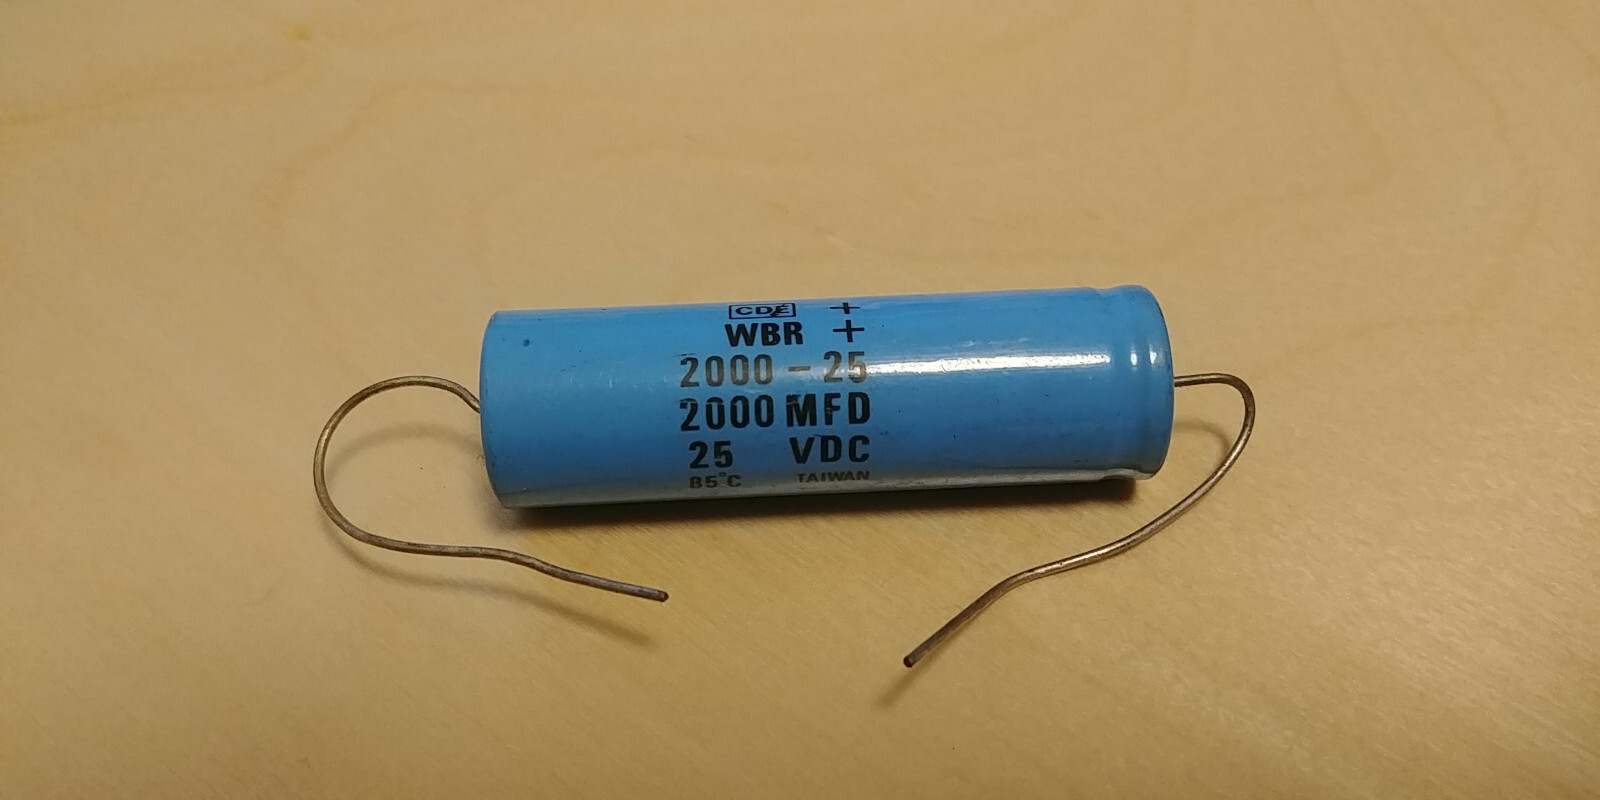 CDE +
WBR +
2000 - 25
2000 MFD
25 VDC
85°C TAIWAN